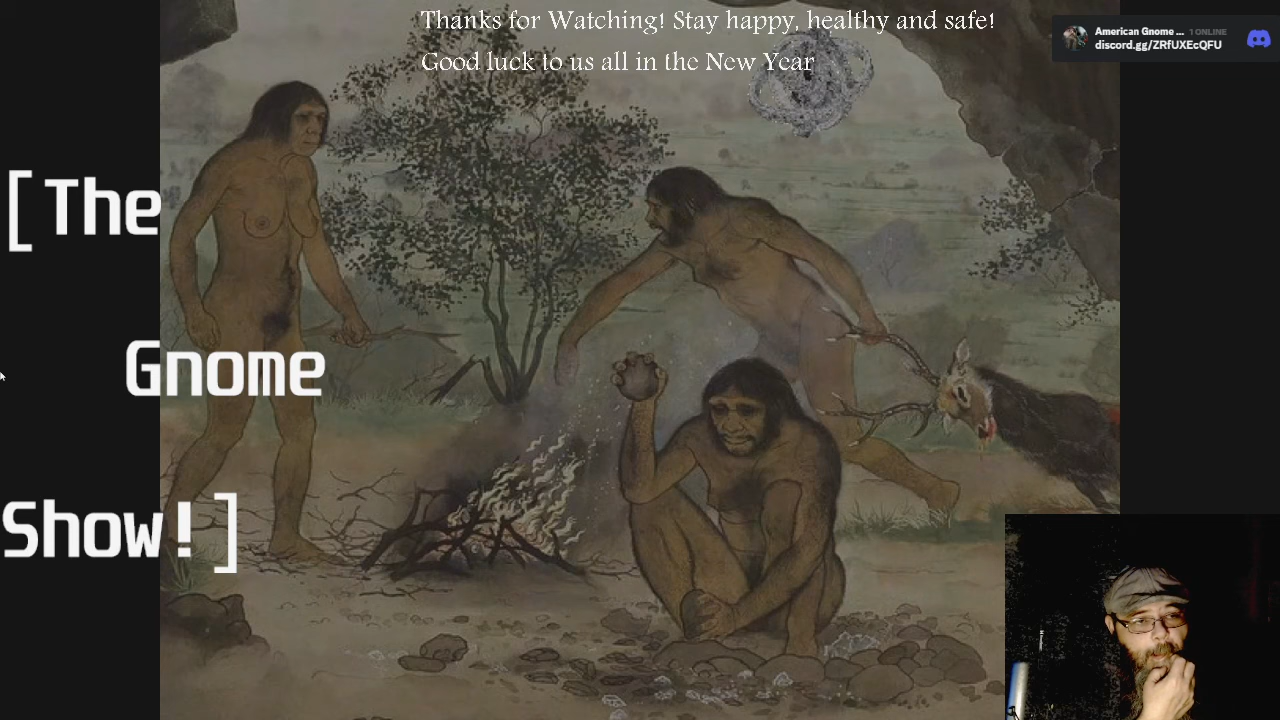 Thanks for Watching! Stay happy, healthy and safe!
Good luck to us all in the New Year
American Gnome ... 1 ONLINE
discord.gg/ZRfUXEcQFU
[The
Gnome
Show!]